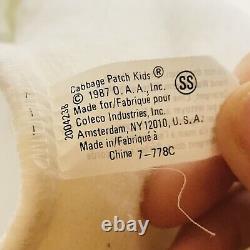 Cabbage Patch Kids®
© 1987 O. A. A., Inc.
Made for/Fabriqué pour
Coleco Industries, Inc.
Amsterdam, NY 12010, U. S. A.
Made in/Fabriqué à
China 7-778C
SS
2004238